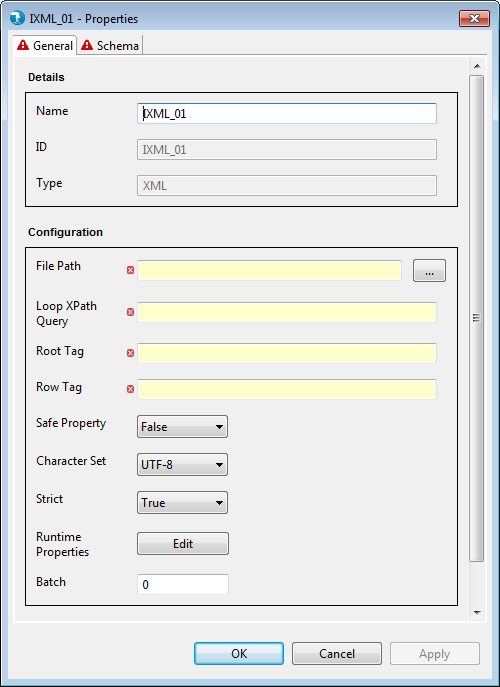 IXML_01 - Properties
General
Schema
Details
Name
IXML_01
ID
IXML_01
Type
XML
Configuration
File Path
...
Loop XPath
Query
Root Tag
Row Tag
Safe Property
False
Character Set
UTF-8
Strict
True
Runtime
Properties
Edit
Batch
0
OK
Cancel
Apply